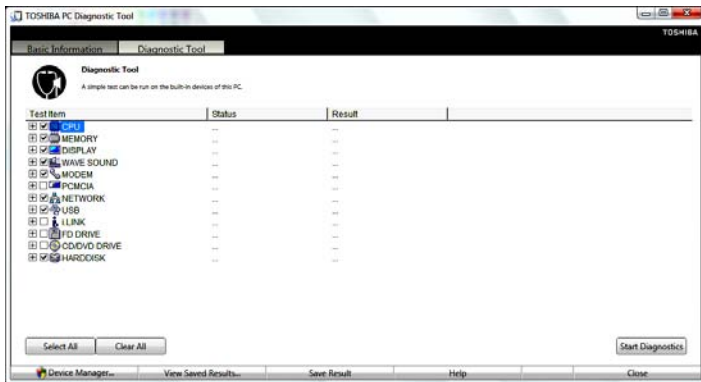 TOSHIBA PC Diagnostic Tool
TOSHIBA
Basic Information Diagnostic Tool
Diagnostic Tool
A simple test can be run on the built-in devices of this PC.
Test Item Status Result
CPU ... ...
MEMORY ... ...
DISPLAY ... ...
WAVE SOUND ... ...
MODEM ... ...
PCMCIA ... ...
NETWORK ... ...
USB ... ...
i.LINK ... ...
FD DRIVE ... ...
CD/DVD DRIVE ... ...
HARDDISK ... ...
Select All Clear All Start Diagnostics
Device Manager... View Saved Results... Save Result Help Close